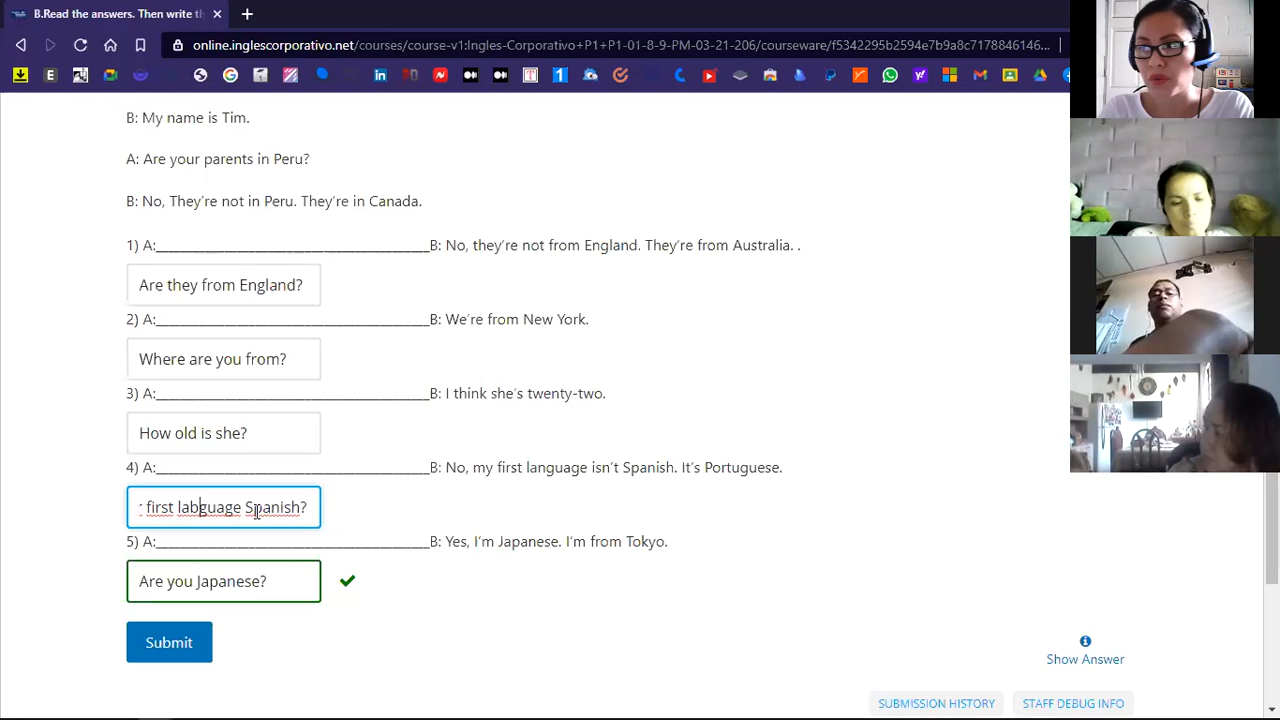 B.Read the answers. Then write th
online.inglescorporativo.net/courses/course-v1:Ingles-Corporativo+P1+P1-01-8-9-PM-03-21-206/courseware/f5342295b2594e7b9a8c7178846146...
B: My name is Tim.
A: Are your parents in Peru?
B: No, They're not in Peru. They're in Canada.
1) A:______________________________________B: No, they're not from England. They're from Australia. .
Are they from England?
2) A:______________________________________B: We're from New York.
Where are you from?
3) A:______________________________________B: I think she's twenty-two.
How old is she?
4) A:______________________________________B: No, my first language isn't Spanish. It's Portuguese.
first labguage Spanish?
5) A:______________________________________B: Yes, I'm Japanese. I'm from Tokyo.
Are you Japanese?
Submit
Show Answer
SUBMISSION HISTORY
STAFF DEBUG INFO